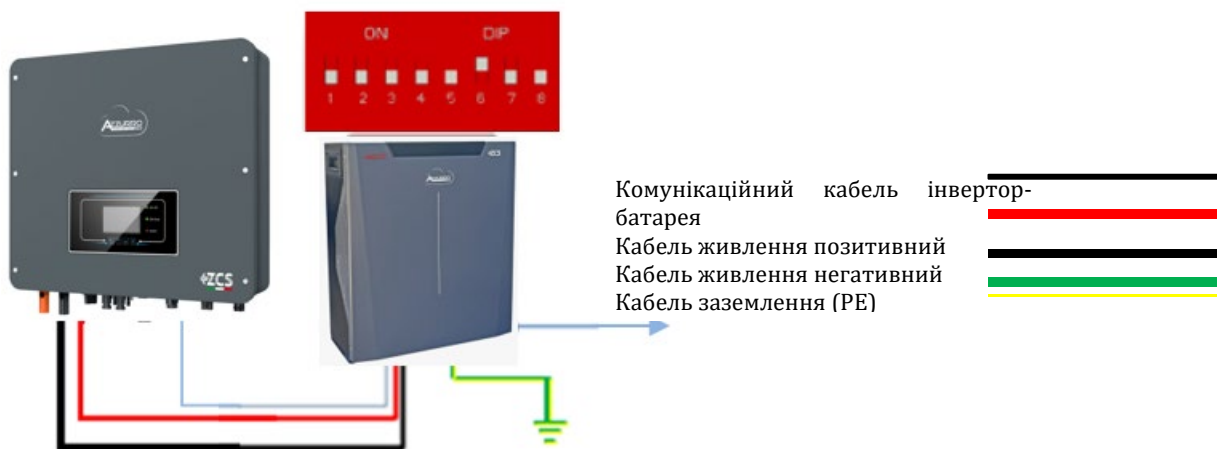 ON DIP
1 2 3 4 5 6 7 8
AZZURRO
ZCS
Комунікаційний кабель інвертор-
батарея
Кабель живлення позитивний
Кабель живлення негативний
Кабель заземлення (PE)